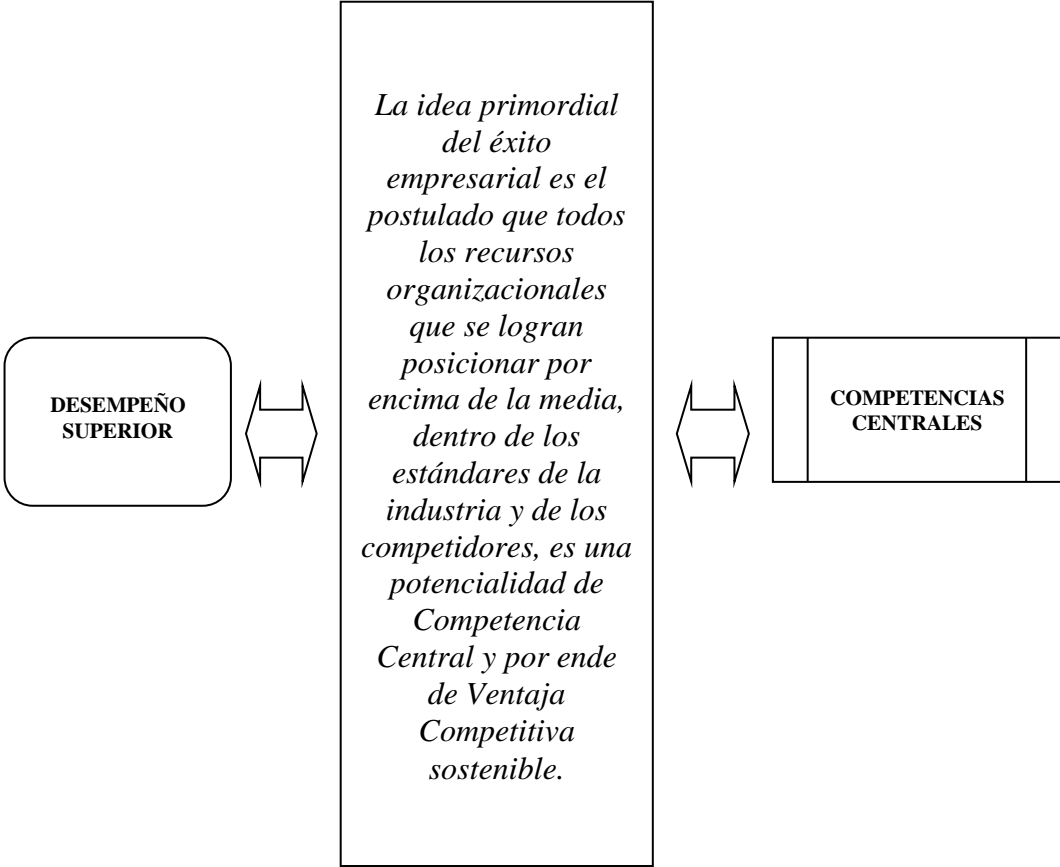 DESEMPEÑO
SUPERIOR
La idea primordial
del éxito
empresarial es el
postulado que todos
los recursos
organizacionales
que se logran
posicionar por
encima de la media,
dentro de los
estándares de la
industria y de los
competidores, es una
potencialidad de
Competencia
Central y por ende
de Ventaja
Competitiva
sostenible.
COMPETENCIAS
CENTRALES